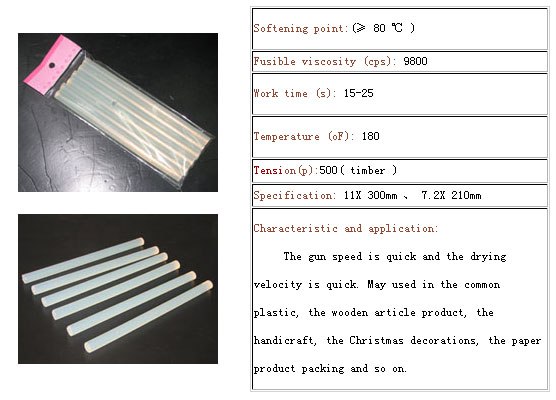 Softening point:(≥ 80 ℃ )
Fusible viscosity (cps): 9800
Work time (s): 15-25
Temperature (oF): 180
Tension(p):500( timber )
Specification: 11X 300mm 、 7.2X 210mm
Characteristic and application:
The gun speed is quick and the drying
velocity is quick. May used in the common
plastic, the wooden article product, the
handicraft, the Christmas decorations, the paper
product packing and so on.